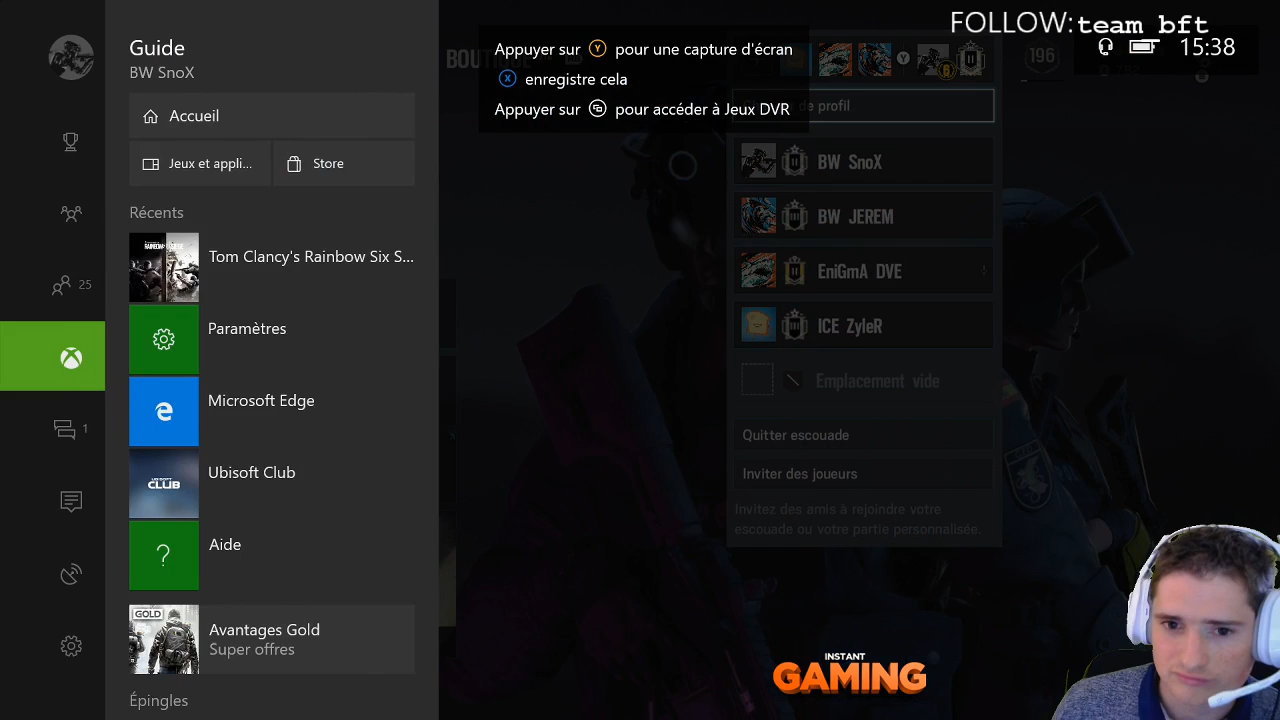 Guide
BW SnoX
Accueil
Jeux et appli...
Store
Récents
Tom Clancy's Rainbow Six S...
Paramètres
Microsoft Edge
Ubisoft Club
UBISOFT
CLUB
Aide
GOLD
Avantages Gold
Super offres
Épingles
25
1
Appuyer sur Y pour une capture d'écran
X enregistre cela
Appuyer sur pour accéder à Jeux DVR
FOLLOW:team bft
15:38
196
de profil
BW SnoX
BW JEREM
EniGmA DVE
ICE ZyleR
Emplacement vide
Quitter escouade
Inviter des joueurs
Invitez des amis à rejoindre votre
escouade ou votre partie personnalisée.
INSTANT
GAMING